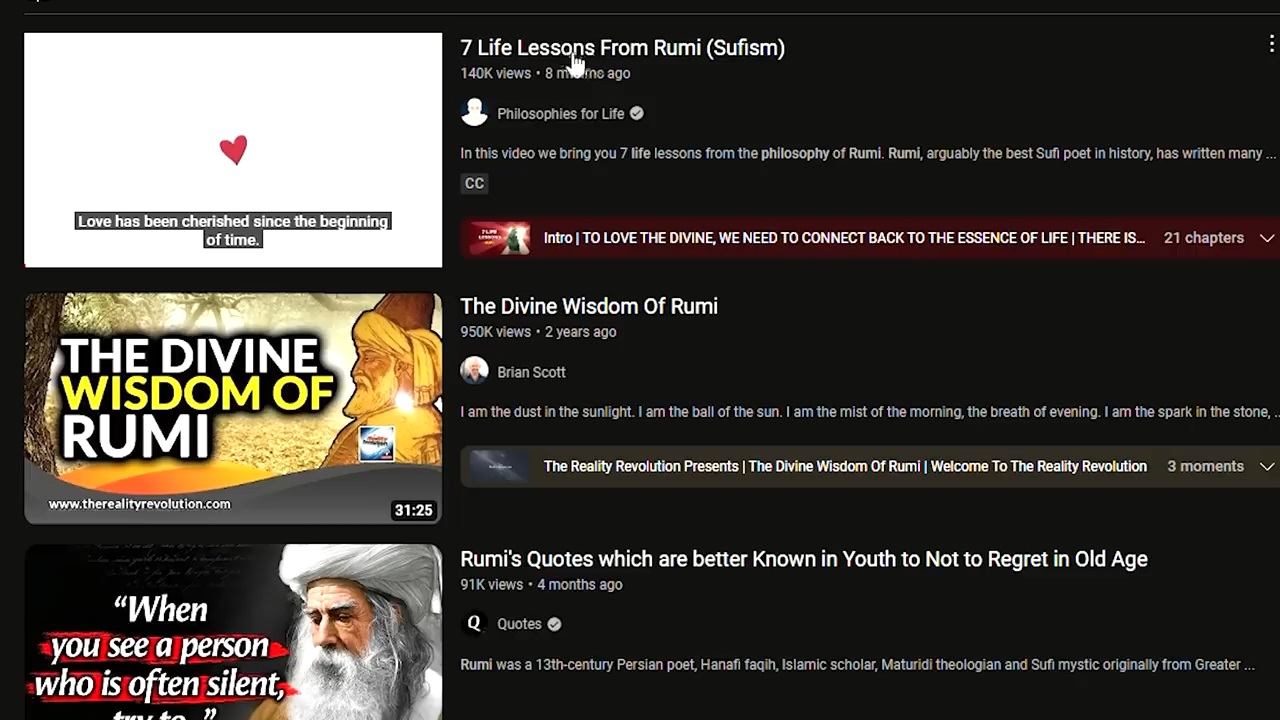 7 Life Lessons From Rumi (Sufism)
140K views • 8 ago
Philosophies for Life
In this video we bring you 7 life lessons from the philosophy of Rumi. Rumi, arguably the best Sufi poet in history, has written many ...
CC
Love has been cherished since the beginning
of time.
7 LIFE
LESSONS
Intro | TO LOVE THE DIVINE, WE NEED TO CONNECT BACK TO THE ESSENCE OF LIFE | THERE IS...
21 chapters
The Divine Wisdom Of Rumi
950K views • 2 years ago
Brian Scott
I am the dust in the sunlight. I am the ball of the sun. I am the mist of the morning, the breath of evening. I am the spark in the stone, ..
THE DIVINE
WISDOM OF
RUMI
www.therealityrevolution.com
31:25
The Reality Revolution Presents | The Divine Wisdom Of Rumi | Welcome To The Reality Revolution
3 moments
Rumi's Quotes which are better Known in Youth to Not to Regret in Old Age
91K views • 4 months ago
Q Quotes
Rumi was a 13th-century Persian poet, Hanafi faqih, Islamic scholar, Maturidi theologian and Sufi mystic originally from Greater ...
“When
you see a person
who is often silent,
try to..”